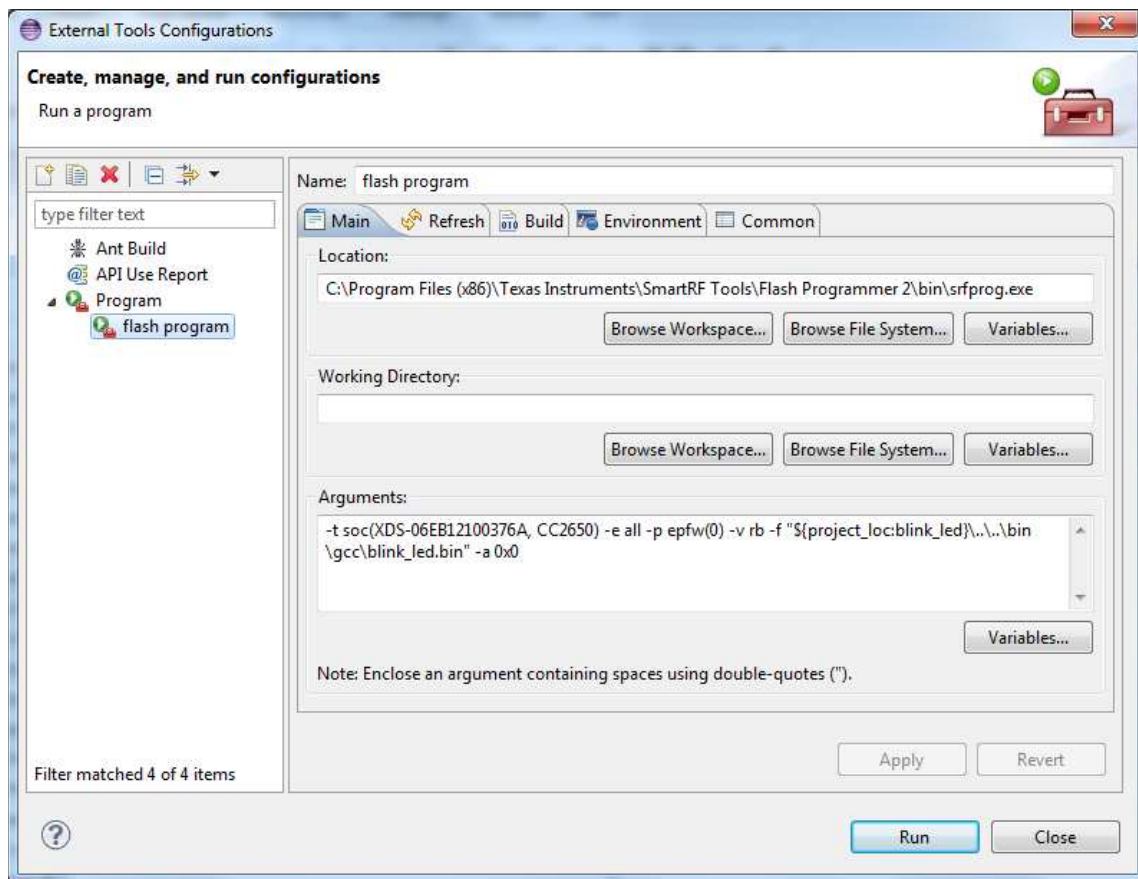 External Tools Configurations
Create, manage, and run configurations
Run a program
type filter text
Ant Build
API Use Report
Program
flash program
Filter matched 4 of 4 items
Name: flash program
Main Refresh Build Environment Common
Location:
C:\Program Files (x86)\Texas Instruments\SmartRF Tools\Flash Programmer 2\bin\srfprog.exe
Browse Workspace... Browse File System... Variables...
Working Directory:
Browse Workspace... Browse File System... Variables...
Arguments:
-t soc(XDS-06EB12100376A, CC2650) -e all -p epfw(0) -v rb -f "${project_loc:blink_led}\..\..\bin
\gcc\blink_led.bin" -a 0x0
Variables...
Note: Enclose an argument containing spaces using double-quotes (").
Apply Revert
Run Close